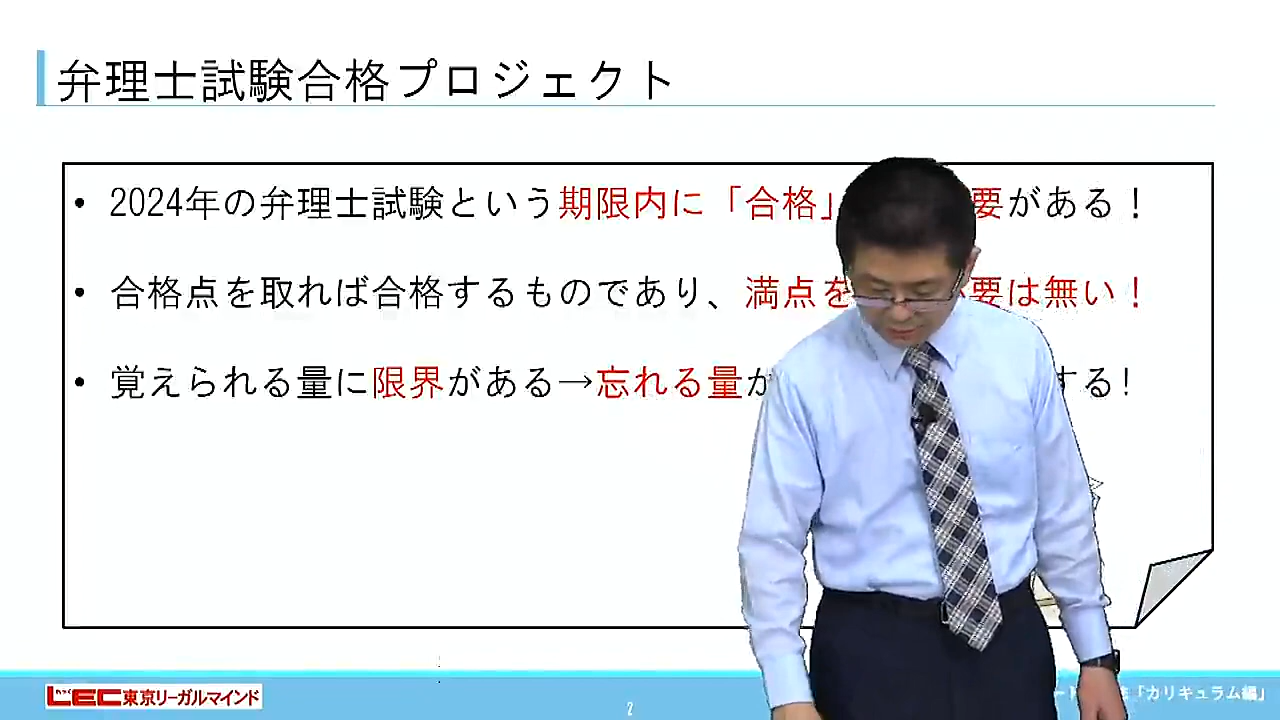 弁理士試験合格プロジェクト
• 2024年の弁理士試験という期限内に「合格」 要がある！
• 合格点を取れば合格するものであり、満点を 要は無い！
• 覚えられる量に限界がある→忘れる量が する！
LEC東京リーガルマインド
2
「カリキュラム編」